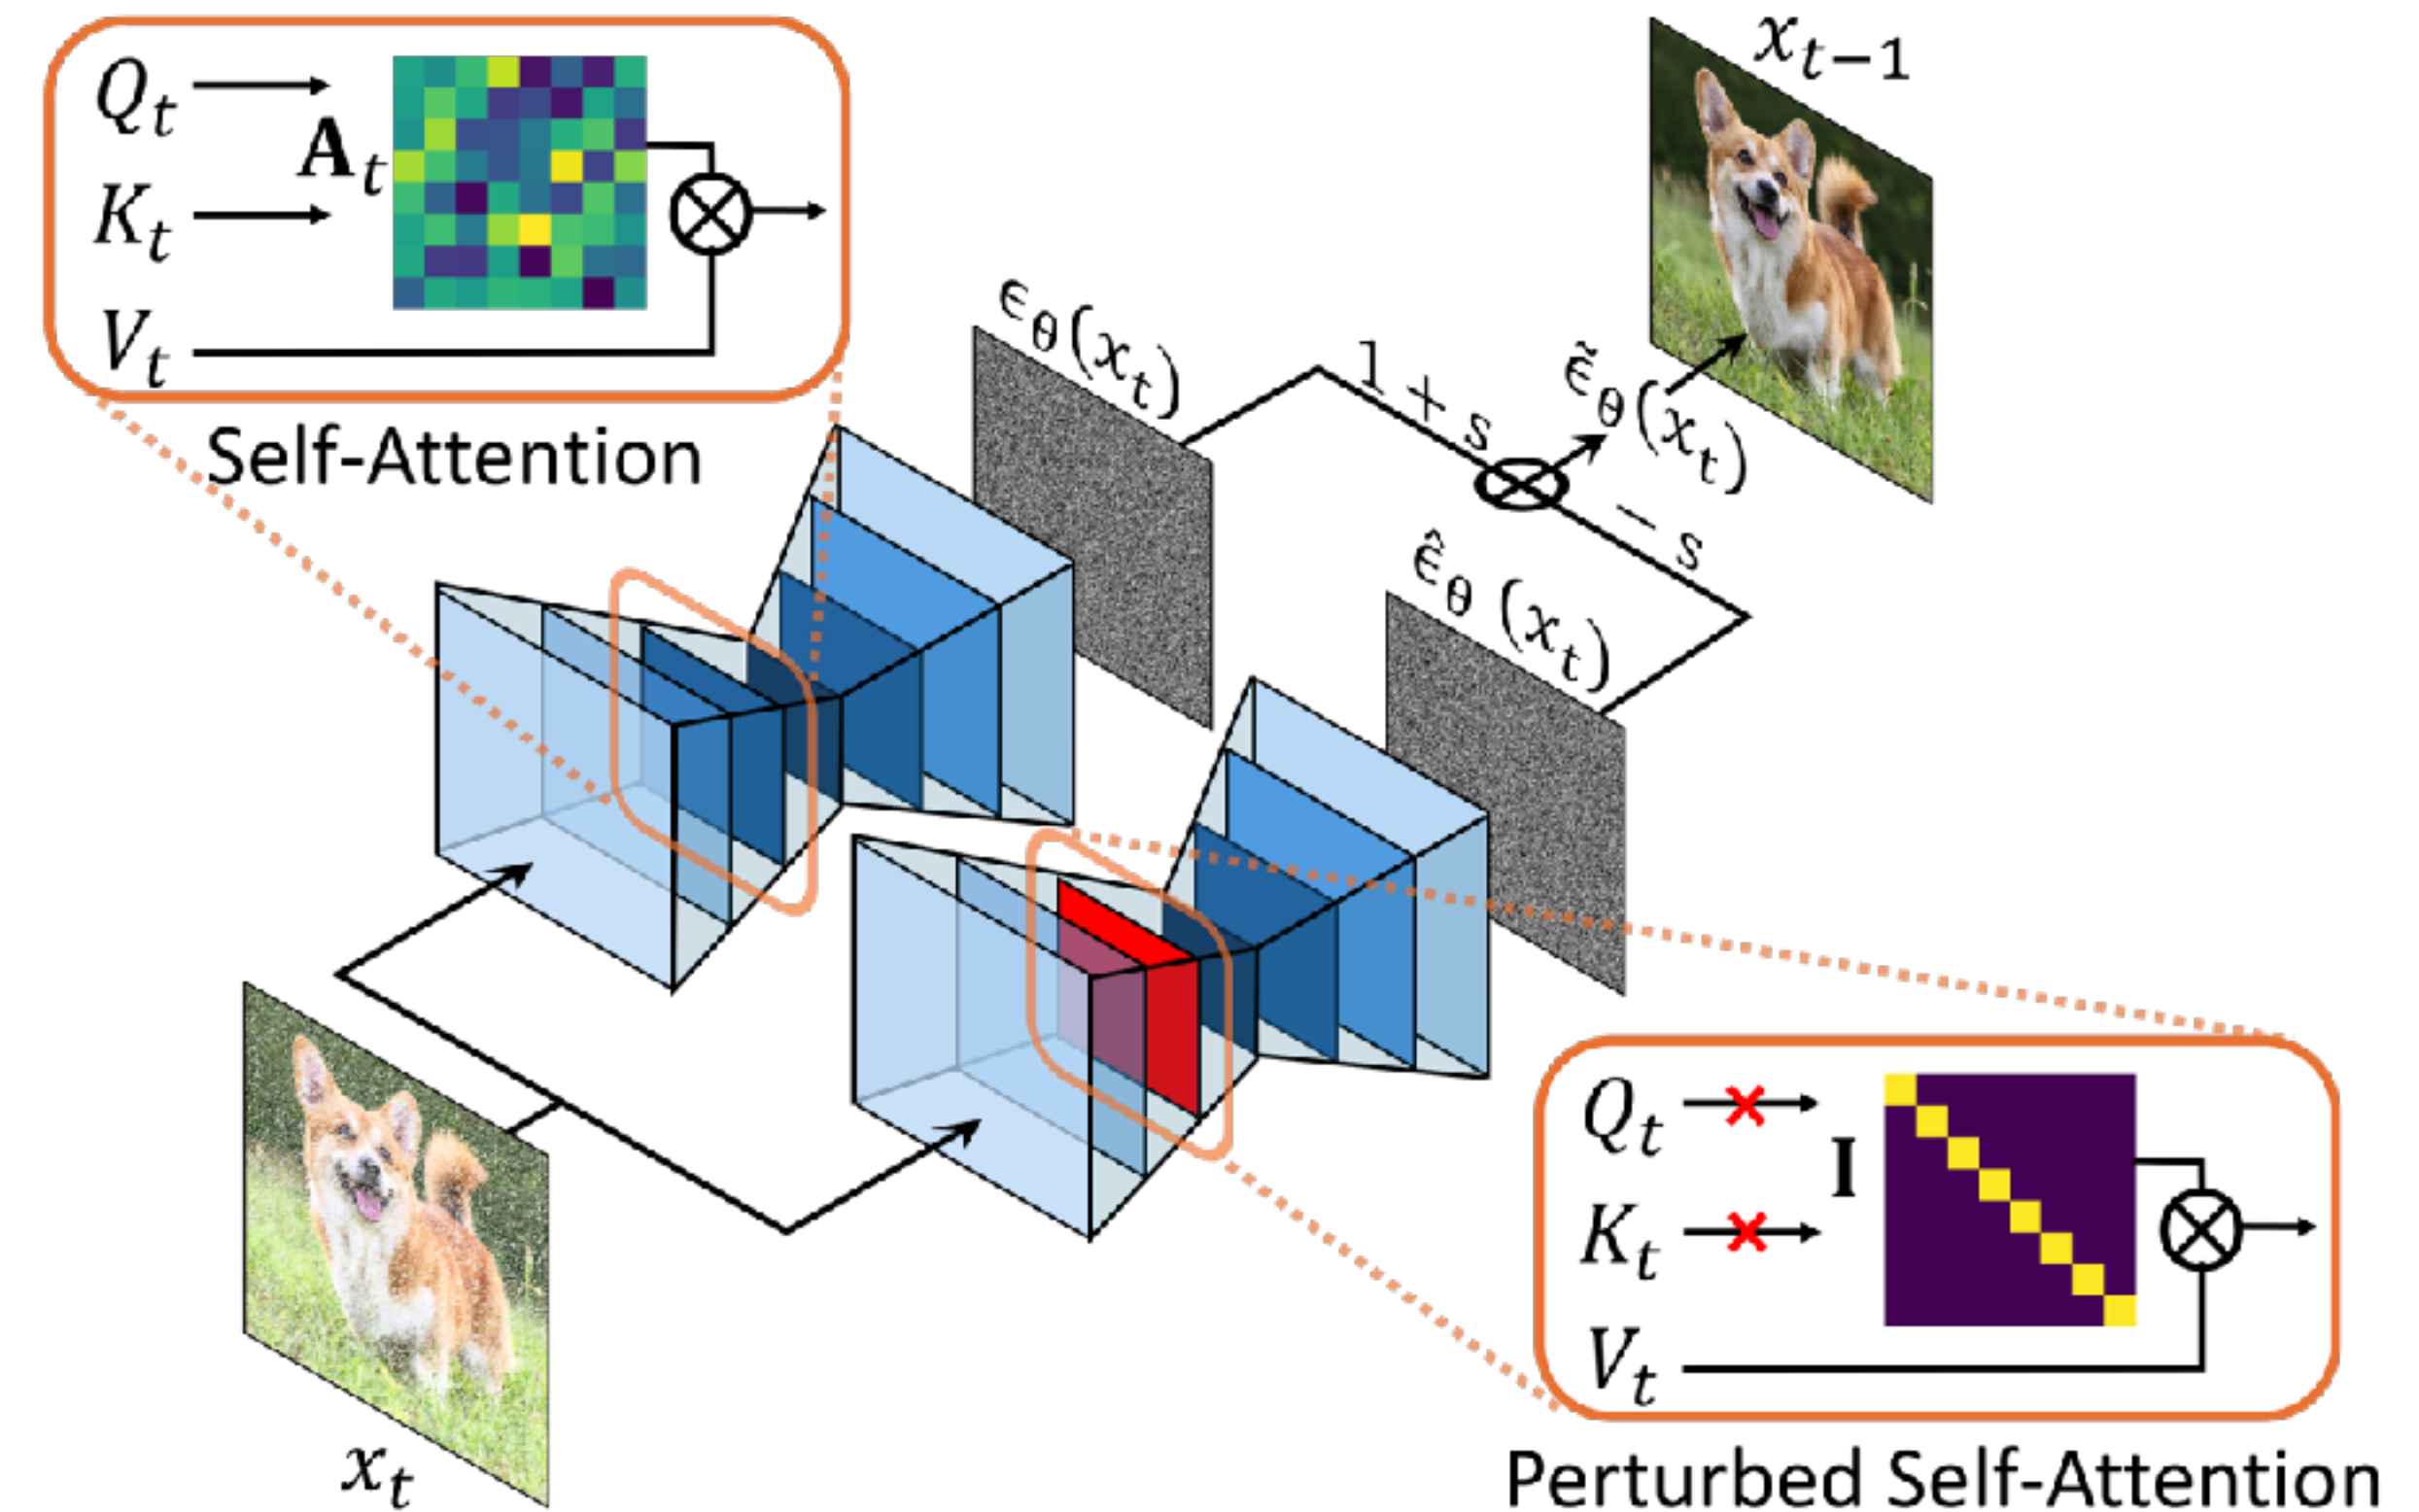 Q_t
A_t
K_t
V_t
Self-Attention
x_{t−1}
ϵ_θ(x_t)
1 + s
ϵ̃_θ(x_t)
− s
ϵ̂_θ (x_t)
x_t
Q_t
I
K_t
V_t
Perturbed Self-Attention